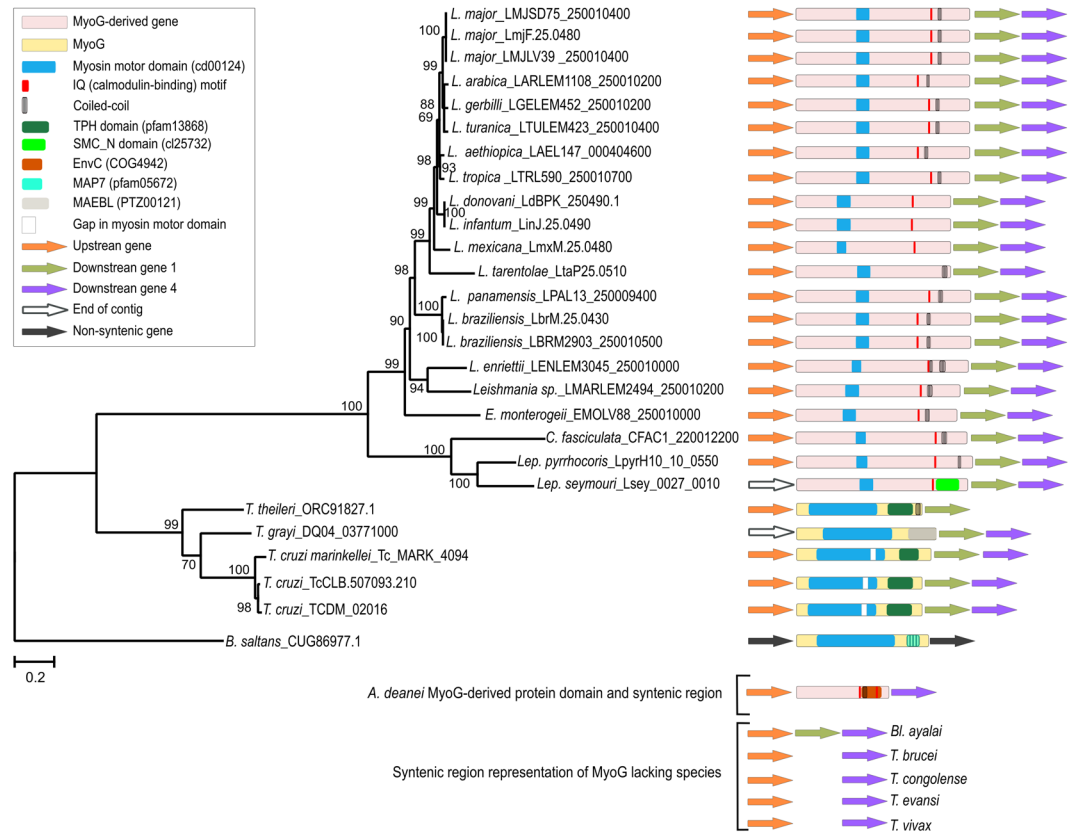 MyoG-derived gene
MyoG
Myosin motor domain (cd00124)
IQ (calmodulin-binding) motif
Coiled-coil
TPH domain (pfam13868)
SMC_N domain (cl25732)
EnvC (COG4942)
MAP7 (pfam05672)
MAEBL (PTZ00121)
Gap in myosin motor domain
Upstrean gene
Downstrean gene 1
Downstrean gene 4
End of contig
Non-syntenic gene
L. major_LMJSD75_250010400
100
L. major_LmjF.25.0480
L. major_LMJLV39_250010400
99
L. arabica_LARLEM1108_250010200
88
L. gerbilli_LGELEM452_250010200
69
L. turanica_LTULEM423_250010400
L. aethiopica_LAEL147_000404600
98
93
L. tropica_LTRL590_250010700
99
L. donovani_LdBPK_250490.1
100
L. infantum_LinJ.25.0490
99
L. mexicana_LmxM.25.0480
98
L. tarentolae_LtaP25.0510
L. panamensis_LPAL13_250009400
100
L. braziliensis_LbrM.25.0430
90
100
L. braziliensis_LBRM2903_250010500
99
L. enriettii_LENLEM3045_250010000
94
Leishmania sp._LMARLEM2494_250010200
100
E. monterogeii_EMOLV88_250010000
C. fasciculata_CFAC1_220012200
100
Lep. pyrrhocoris_LpyrH10_10_0550
100
Lep. seymouri_Lsey_0027_0010
T. theileri_ORC91827.1
99
T. grayi_DQ04_03771000
70
T. cruzi marinkellei_Tc_MARK_4094
100
T. cruzi_TcCLB.507093.210
98
T. cruzi_TCDM_02016
B. saltans_CUG86977.1
0.2
A. deanei MyoG-derived protein domain and syntenic region
Syntenic region representation of MyoG lacking species
Bl. ayalai
T. brucei
T. congolense
T. evansi
T. vivax